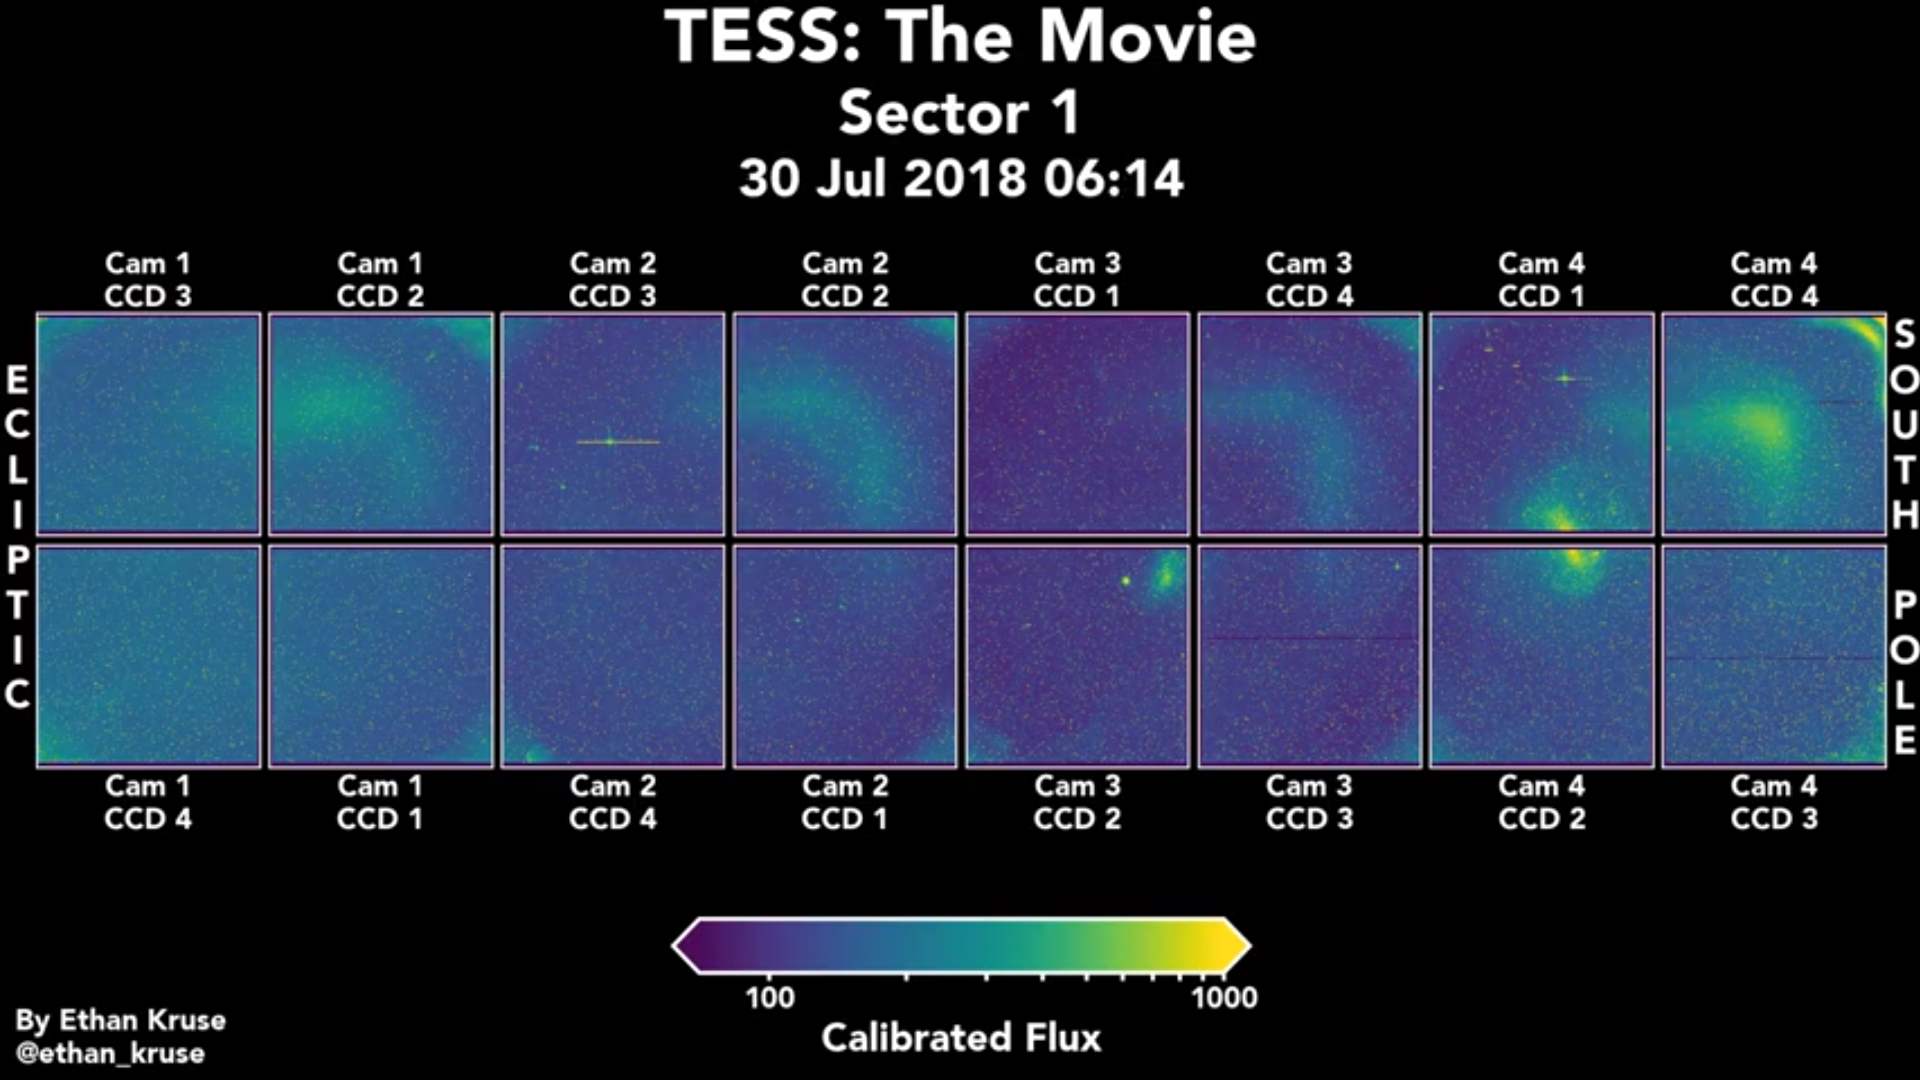 TESS: The Movie
Sector 1
30 Jul 2018 06:14
Cam 1
CCD 3
Cam 1
CCD 2
Cam 2
CCD 3
Cam 2
CCD 2
Cam 3
CCD 1
Cam 3
CCD 4
Cam 4
CCD 1
Cam 4
CCD 4
ECLIPTIC
SOUTH POLE
Cam 1
CCD 4
Cam 1
CCD 1
Cam 2
CCD 4
Cam 2
CCD 1
Cam 3
CCD 2
Cam 3
CCD 3
Cam 4
CCD 2
Cam 4
CCD 3
100
1000
Calibrated Flux
By Ethan Kruse
@ethan_kruse